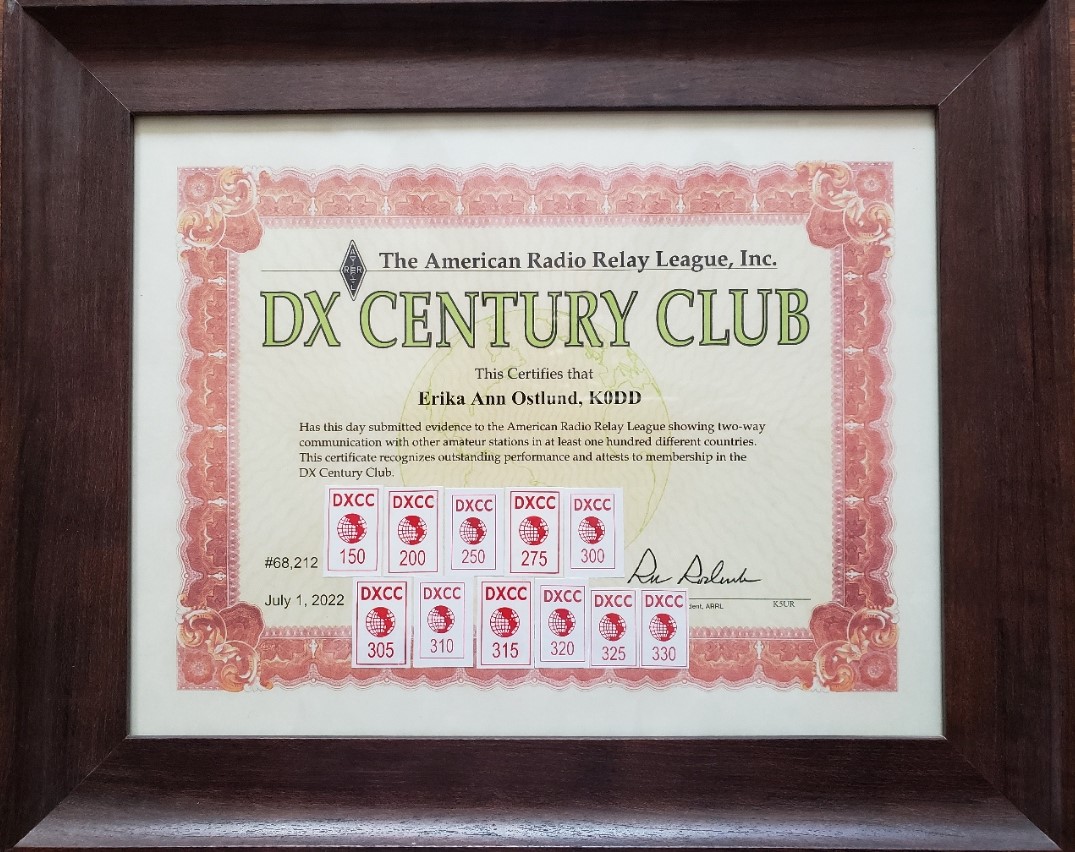 The American Radio Relay League, Inc.
A R R L
DX CENTURY CLUB
This Certifies that
Erika Ann Ostlund, K0DD
Has this day submitted evidence to the American Radio Relay League showing two-way
communication with other amateur stations in at least one hundred different countries.
This certificate recognizes outstanding performance and attests to membership in the
DX Century Club.
DXCC DXCC DXCC DXCC DXCC
150 200 250 275 300
#68,212
July 1, 2022
ARRL K5UR
DXCC DXCC DXCC DXCC DXCC DXCC
305 310 315 320 325 330